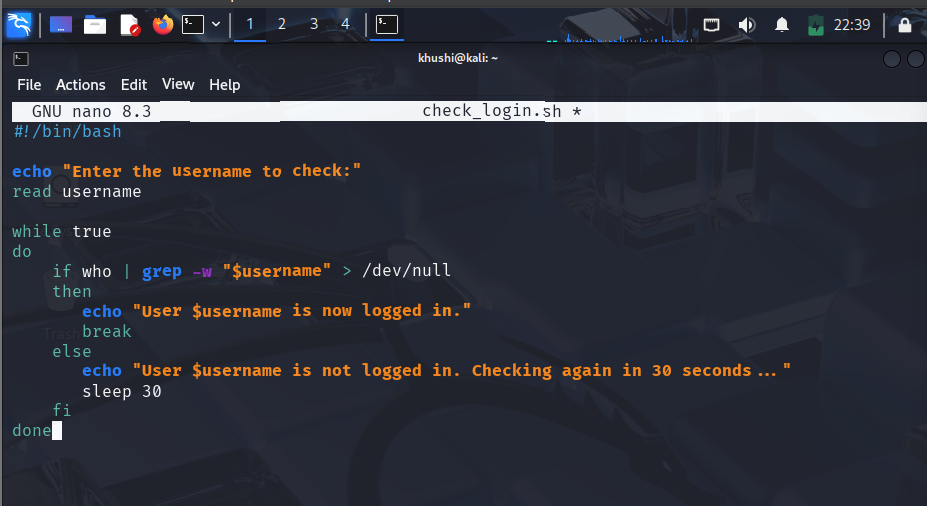 1 2 3 4 22:39
khushi@kali: ~
File Actions Edit View Help
GNU nano 8.3 check_login.sh *
#!/bin/bash
echo "Enter the username to check:"
read username
while true
do
if who | grep -w "$username" > /dev/null
then
echo "User $username is now logged in."
break
else
echo "User $username is not logged in. Checking again in 30 seconds..."
sleep 30
fi
done
Trash